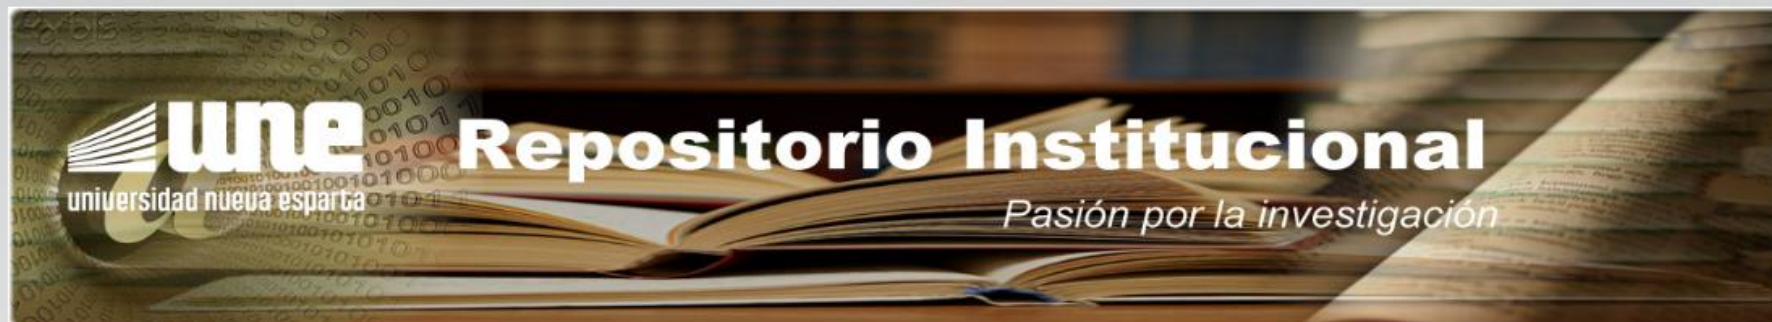 une
universidad nueva esparta
Repositorio Institucional
Pasión por la investigación